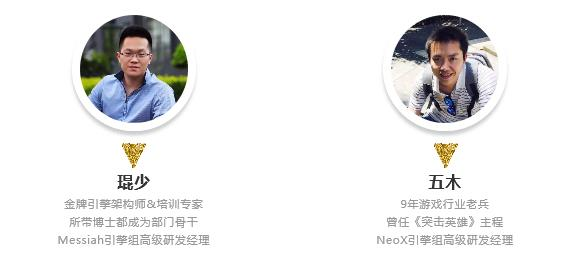 琨少
金牌引擎架构师&培训专家
所带博士都成为部门骨干
Messiah引擎组高级研发经理
五木
9年游戏行业老兵
曾任《突击英雄》主程
NeoX引擎组高级研发经理